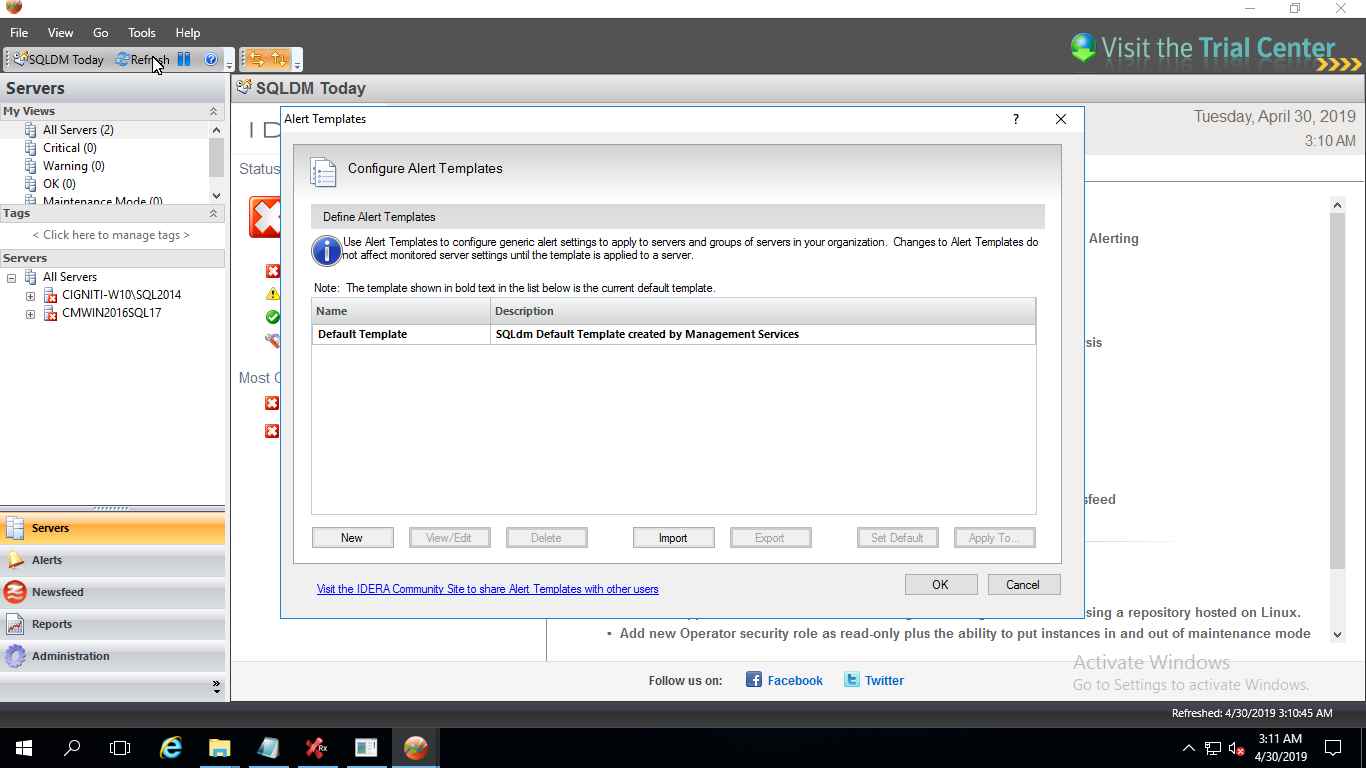 File View Go Tools Help
SQLDM Today Refresh
Visit the Trial Center
Servers
My Views
All Servers (2)
Critical (0)
Warning (0)
OK (0)
Maintenance Mode (0)
Tags
< Click here to manage tags >
Servers
All Servers
CIGNITI-W10\SQL2014
CMWIN2016SQL17
Servers
Alerts
Newsfeed
Reports
Administration
SQLDM Today
Tuesday, April 30, 2019
3:10 AM
I D
Status
Most C
Alert Templates
Configure Alert Templates
Define Alert Templates
Use Alert Templates to configure generic alert settings to apply to servers and groups of servers in your organization. Changes to Alert Templates do
not affect monitored server settings until the template is applied to a server.
Note: The template shown in bold text in the list below is the current default template.
Name Description
Default Template SQLdm Default Template created by Management Services
New View/Edit Delete Import Export Set Default Apply To...
Visit the IDERA Community Site to share Alert Templates with other users
OK Cancel
Alerting
sis
sfeed
sing a repository hosted on Linux.
• Add new Operator security role as read-only plus the ability to put instances in and out of maintenance mode
Activate Windows
Go to Settings to activate Windows.
Follow us on: Facebook Twitter
Refreshed: 4/30/2019 3:10:45 AM
3:11 AM
4/30/2019